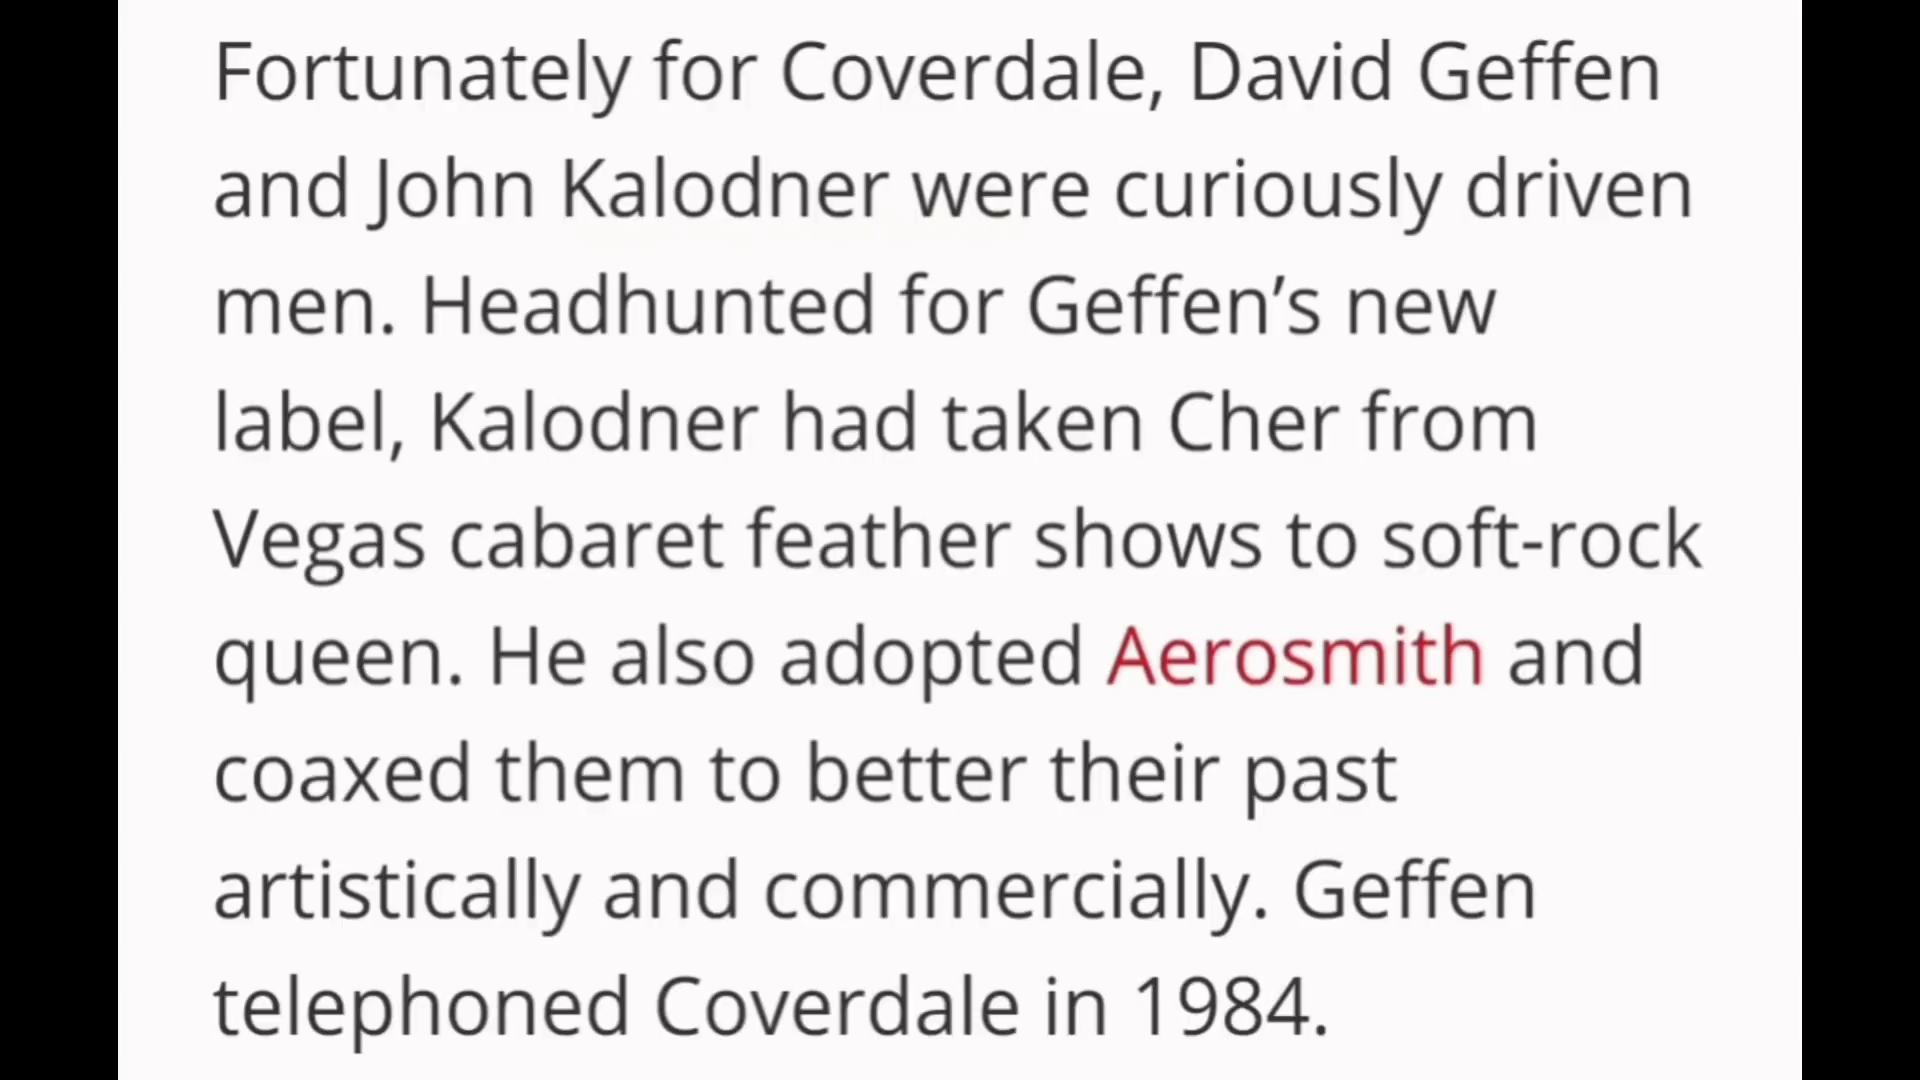 Fortunately for Coverdale, David Geffen
and John Kalodner were curiously driven
men. Headhunted for Geffen’s new
label, Kalodner had taken Cher from
Vegas cabaret feather shows to soft-rock
queen. He also adopted Aerosmith and
coaxed them to better their past
artistically and commercially. Geffen
telephoned Coverdale in 1984.